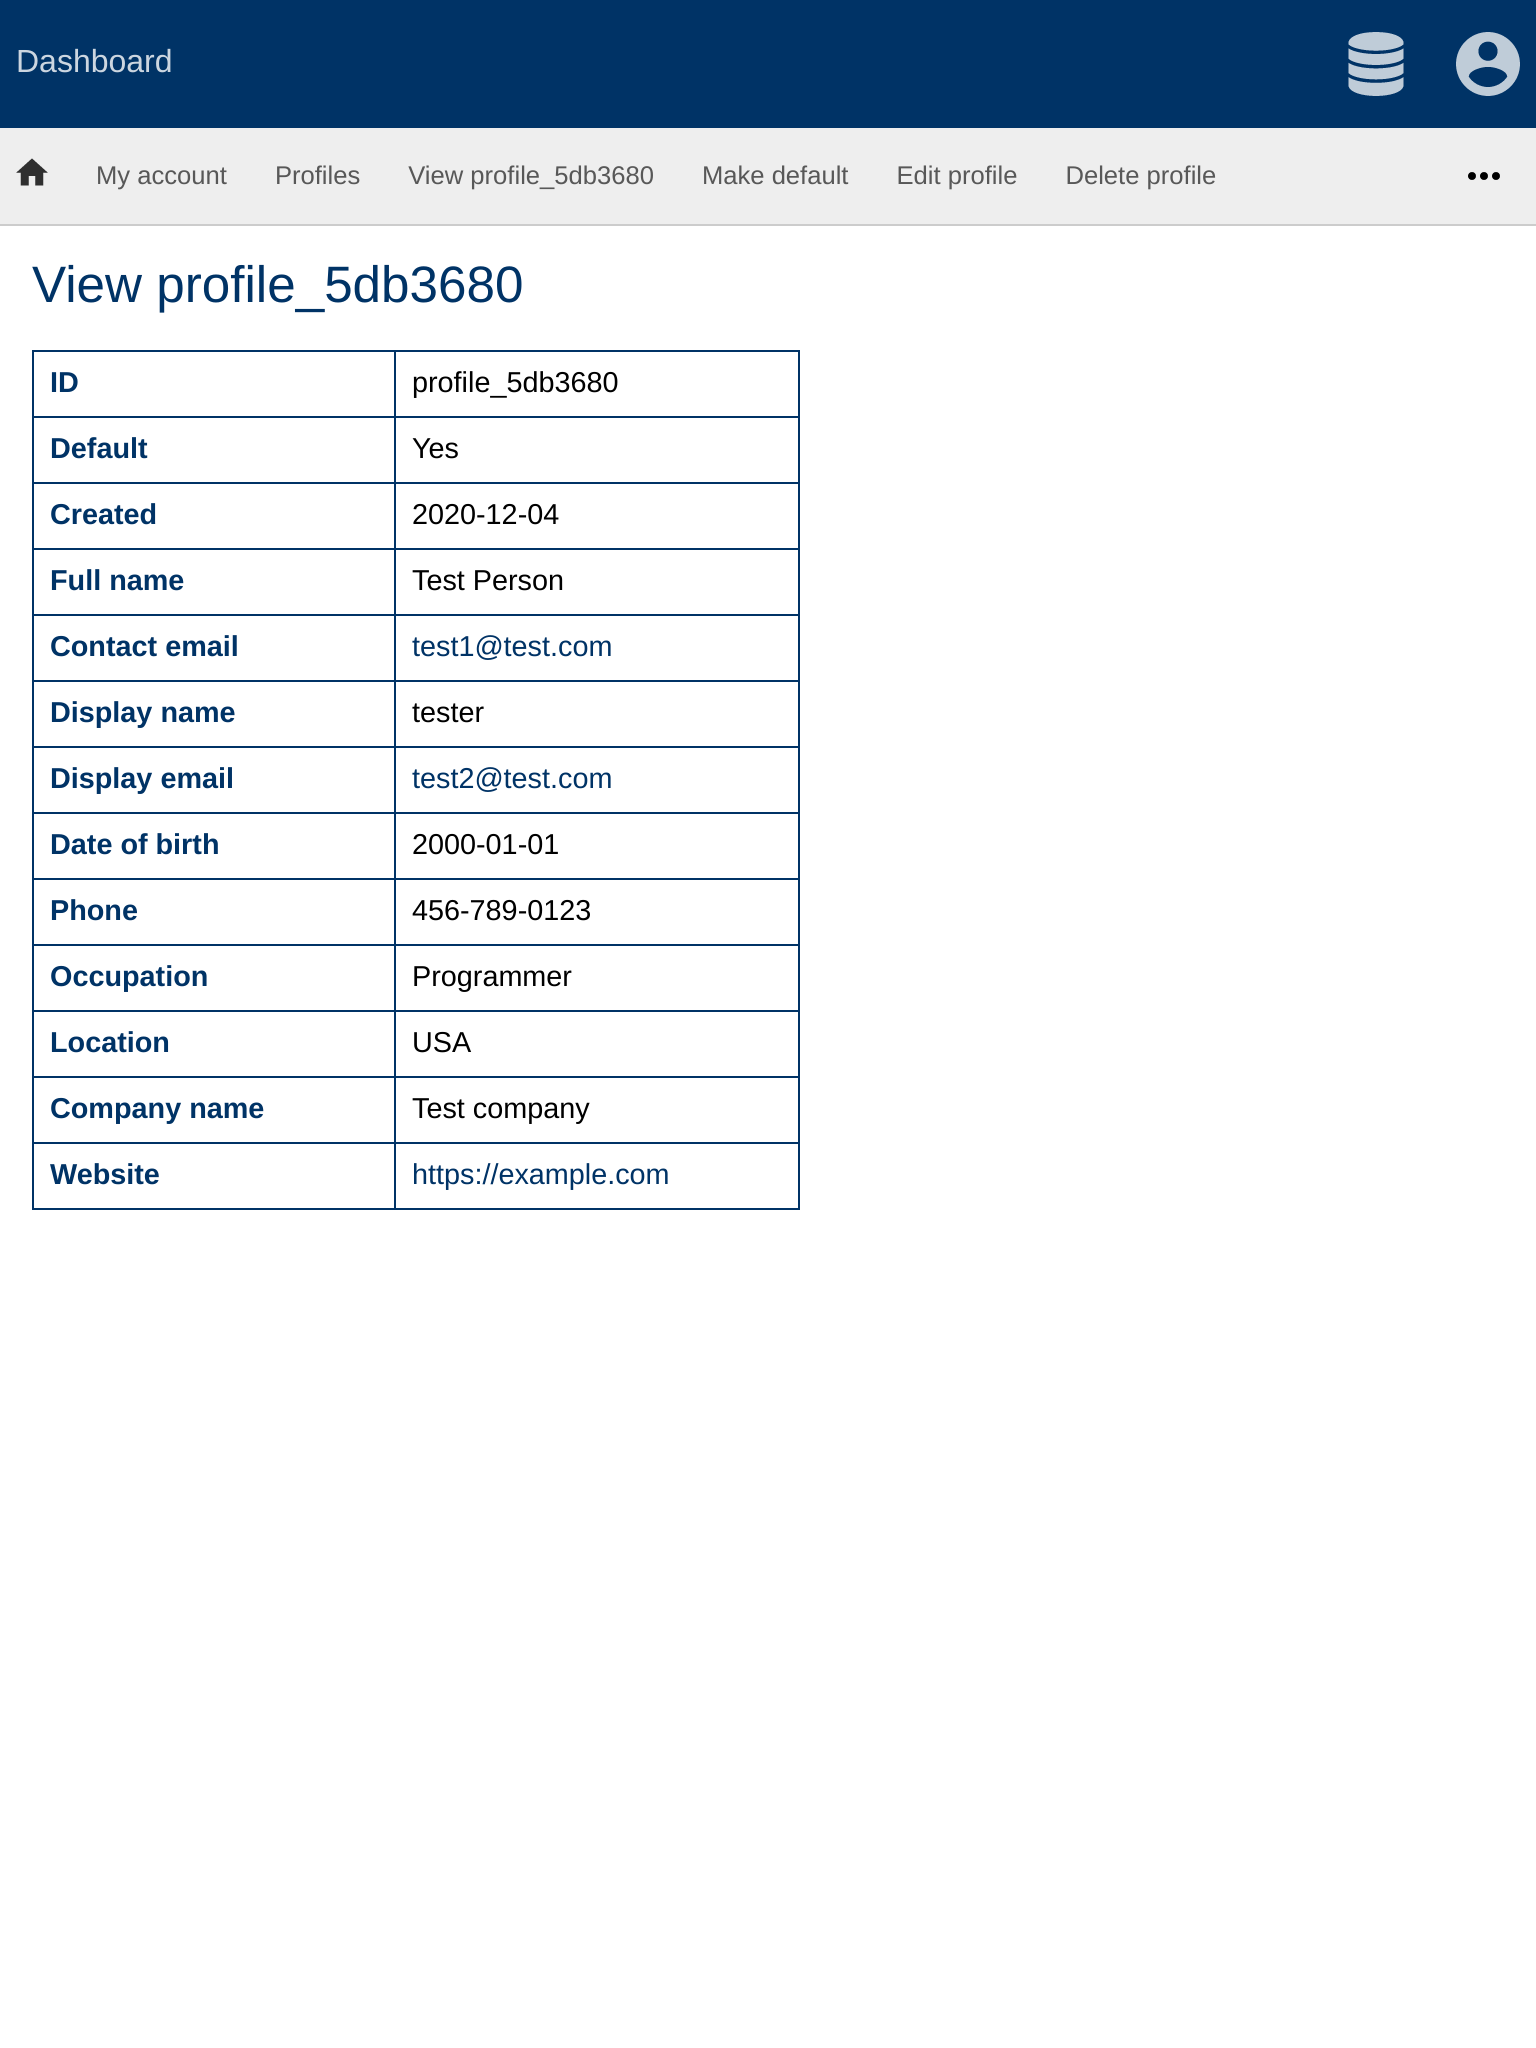 Dashboard
My account Profiles View profile_5db3680 Make default Edit profile Delete profile
View profile_5db3680
ID profile_5db3680
Default Yes
Created 2020-12-04
Full name Test Person
Contact email test1@test.com
Display name tester
Display email test2@test.com
Date of birth 2000-01-01
Phone 456-789-0123
Occupation Programmer
Location USA
Company name Test company
Website https://example.com